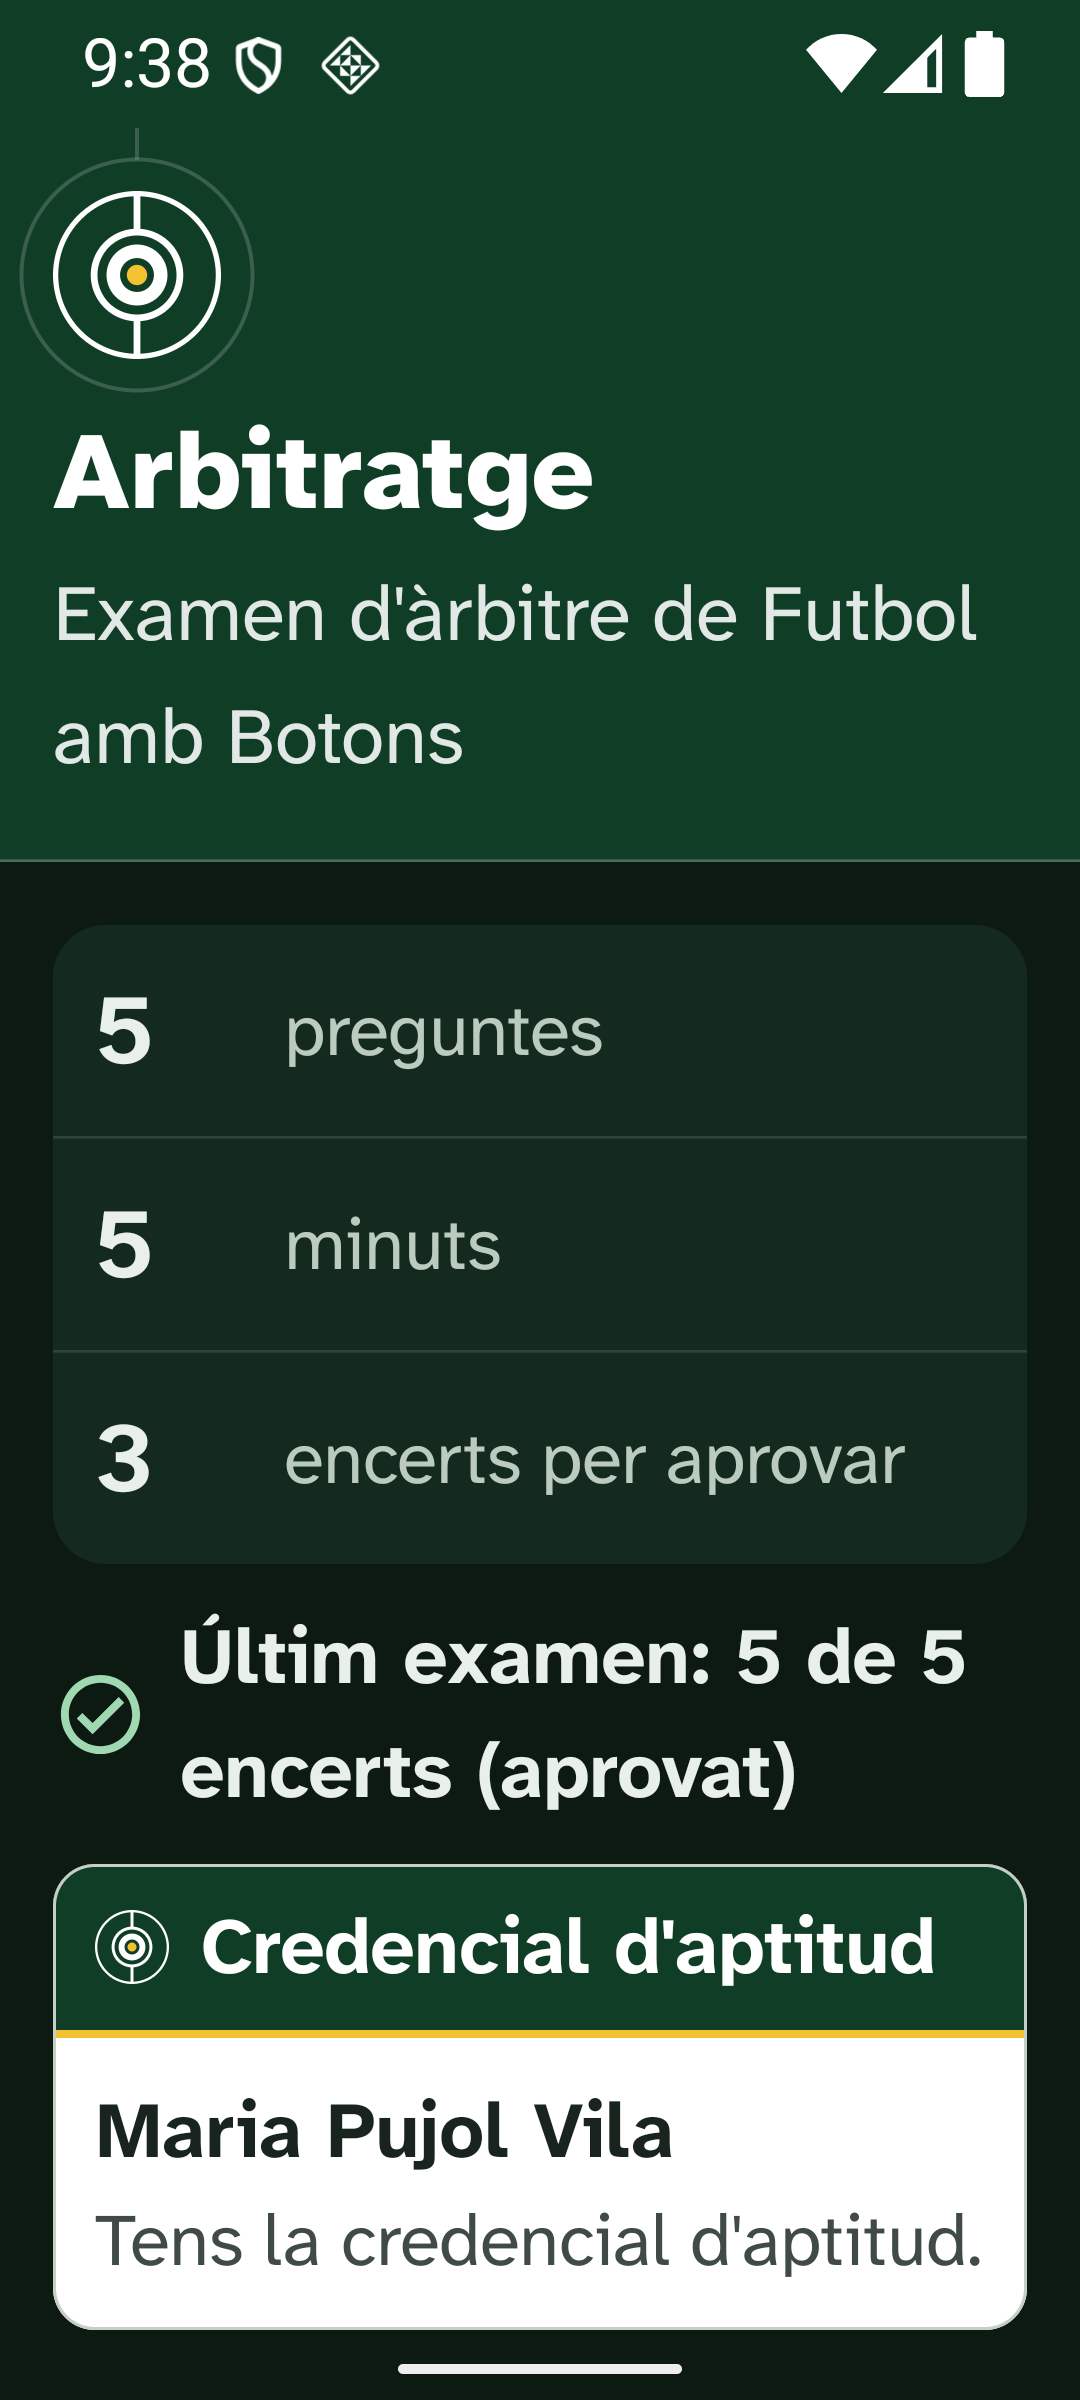 9:38
Arbitratge
Examen d'àrbitre de Futbol
amb Botons
5 preguntes
5 minuts
3 encerts per aprovar
Últim examen: 5 de 5
encerts (aprovat)
Credencial d'aptitud
Maria Pujol Vila
Tens la credencial d'aptitud.